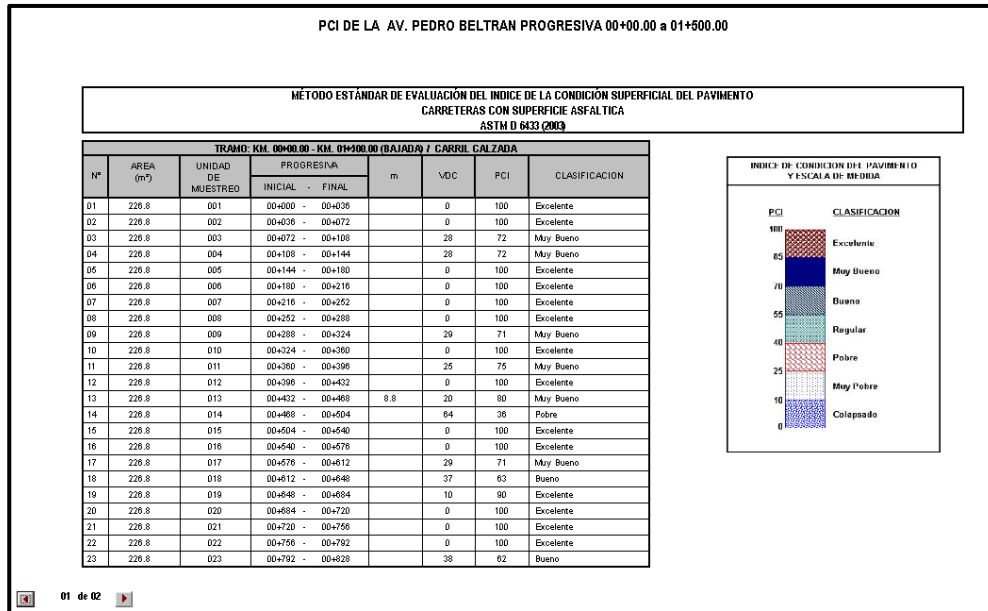 PCI DE LA AV. PEDRO BELTRAN PROGRESIVA 00+00.00 a 01+500.00
MÉTODO ESTÁNDAR DE EVALUACIÓN DEL INDICE DE LA CONDICIÓN SUPERFICIAL DEL PAVIMENTO
CARRETERAS CON SUPERFICIE ASFALTICA
ASTM D 6433 (2003)
TRAMO: KM. 00+00.00 - KM. 01+500.00 (BAJADA) / CARRIL CALZADA
Nº AREA (m²) UNIDAD DE MUESTREO PROGRESIVA INICIAL - FINAL m VDC PCI CLASIFICACION
01 226.8 001 00+000 - 00+036 0 100 Excelente
02 226.8 002 00+036 - 00+072 0 100 Excelente
03 226.8 003 00+072 - 00+108 28 72 Muy Bueno
04 226.8 004 00+108 - 00+144 28 72 Muy Bueno
05 226.8 005 00+144 - 00+180 0 100 Excelente
06 226.8 006 00+180 - 00+216 0 100 Excelente
07 226.8 007 00+216 - 00+252 0 100 Excelente
08 226.8 008 00+252 - 00+288 0 100 Excelente
09 226.8 009 00+288 - 00+324 29 71 Muy Bueno
10 226.8 010 00+324 - 00+360 0 100 Excelente
11 226.8 011 00+360 - 00+396 25 75 Muy Bueno
12 226.8 012 00+396 - 00+432 0 100 Excelente
13 226.8 013 00+432 - 00+468 8.8 20 80 Muy Bueno
14 226.8 014 00+468 - 00+504 64 36 Pobre
15 226.8 015 00+504 - 00+540 0 100 Excelente
16 226.8 016 00+540 - 00+576 0 100 Excelente
17 226.8 017 00+576 - 00+612 29 71 Muy Bueno
18 226.8 018 00+612 - 00+648 37 63 Bueno
19 226.8 019 00+648 - 00+684 10 90 Excelente
20 226.8 020 00+684 - 00+720 0 100 Excelente
21 226.8 021 00+720 - 00+756 0 100 Excelente
22 226.8 022 00+756 - 00+792 0 100 Excelente
23 226.8 023 00+792 - 00+828 38 62 Bueno
INDICE DE CONDICION DEL PAVIMENTO
Y ESCALA DE MEDIDA
PCI CLASIFICACION
100
Excelente
85
Muy Bueno
70
Bueno
55
Regular
40
Pobre
25
Muy Pobre
10
Colapsado
0
01 de 02